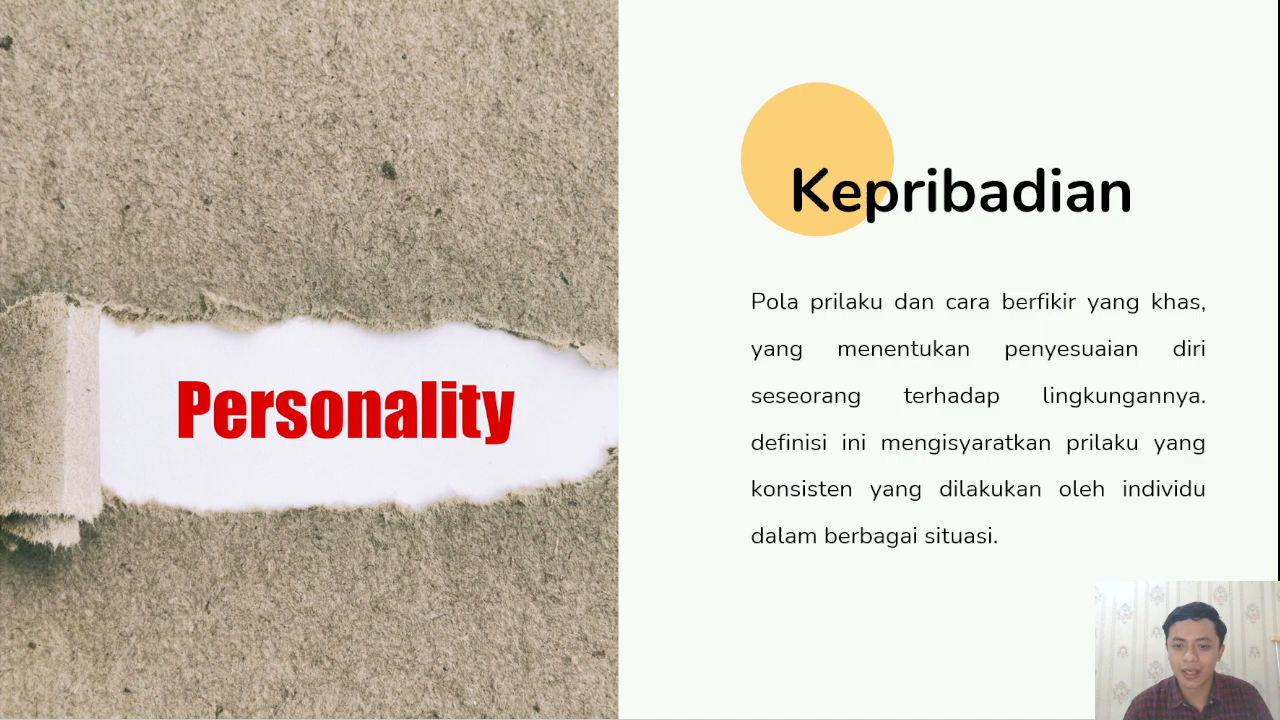 Personality
Kepribadian
Pola prilaku dan cara berfikir yang khas,
yang menentukan penyesuaian diri
seseorang terhadap lingkungannya.
definisi ini mengisyaratkan prilaku yang
konsisten yang dilakukan oleh individu
dalam berbagai situasi.